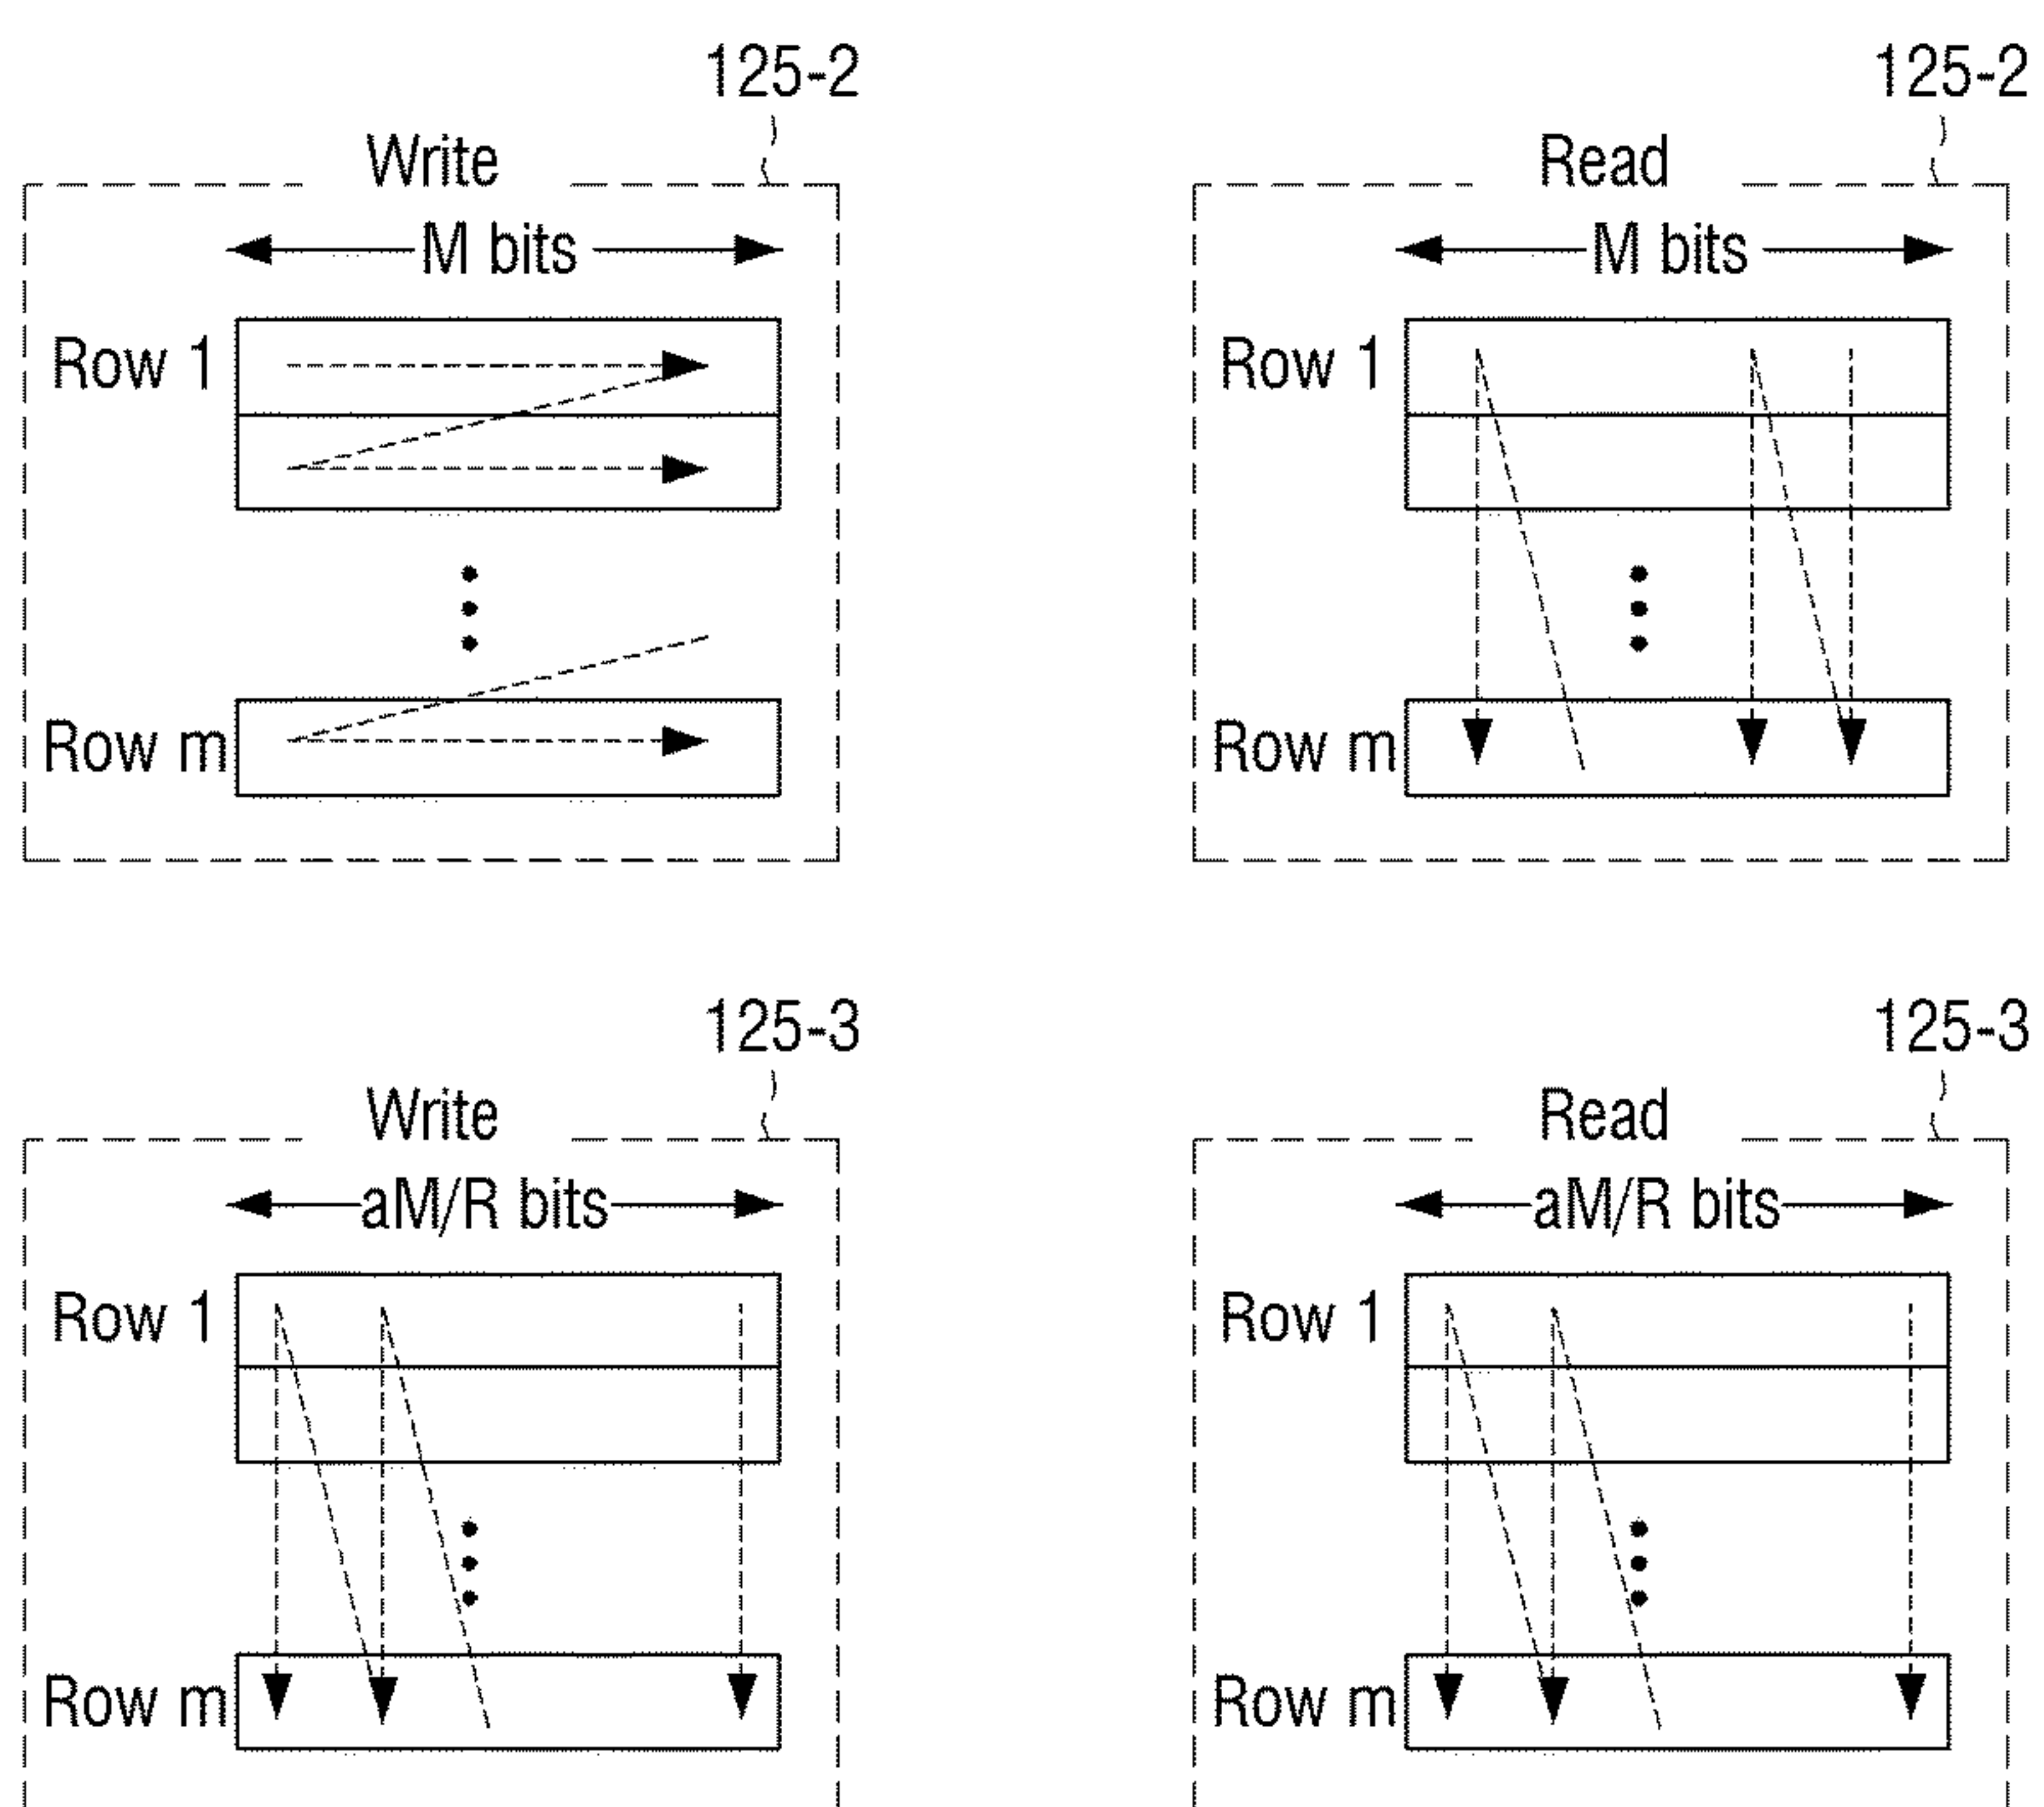 125-2
Write
M bits
Row 1
Row m
125-2
Read
M bits
Row 1
Row m
125-3
Write
aM/R bits
Row 1
Row m
125-3
Read
aM/R bits
Row 1
Row m